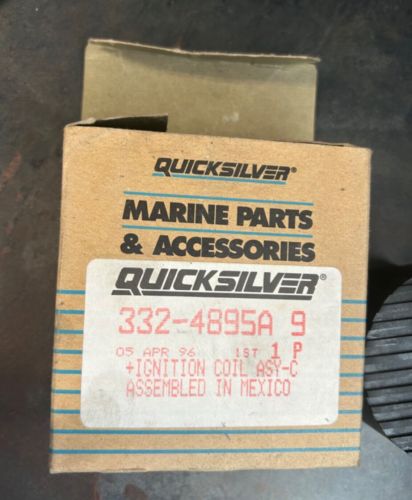 QUICKSILVER®
MARINE PARTS
& ACCESSORIES
QUICKSILVER®
332-4895A 9
05 APR 96 1ST 1 P
+IGNITION COIL ASY-C
ASSEMBLED IN MEXICO